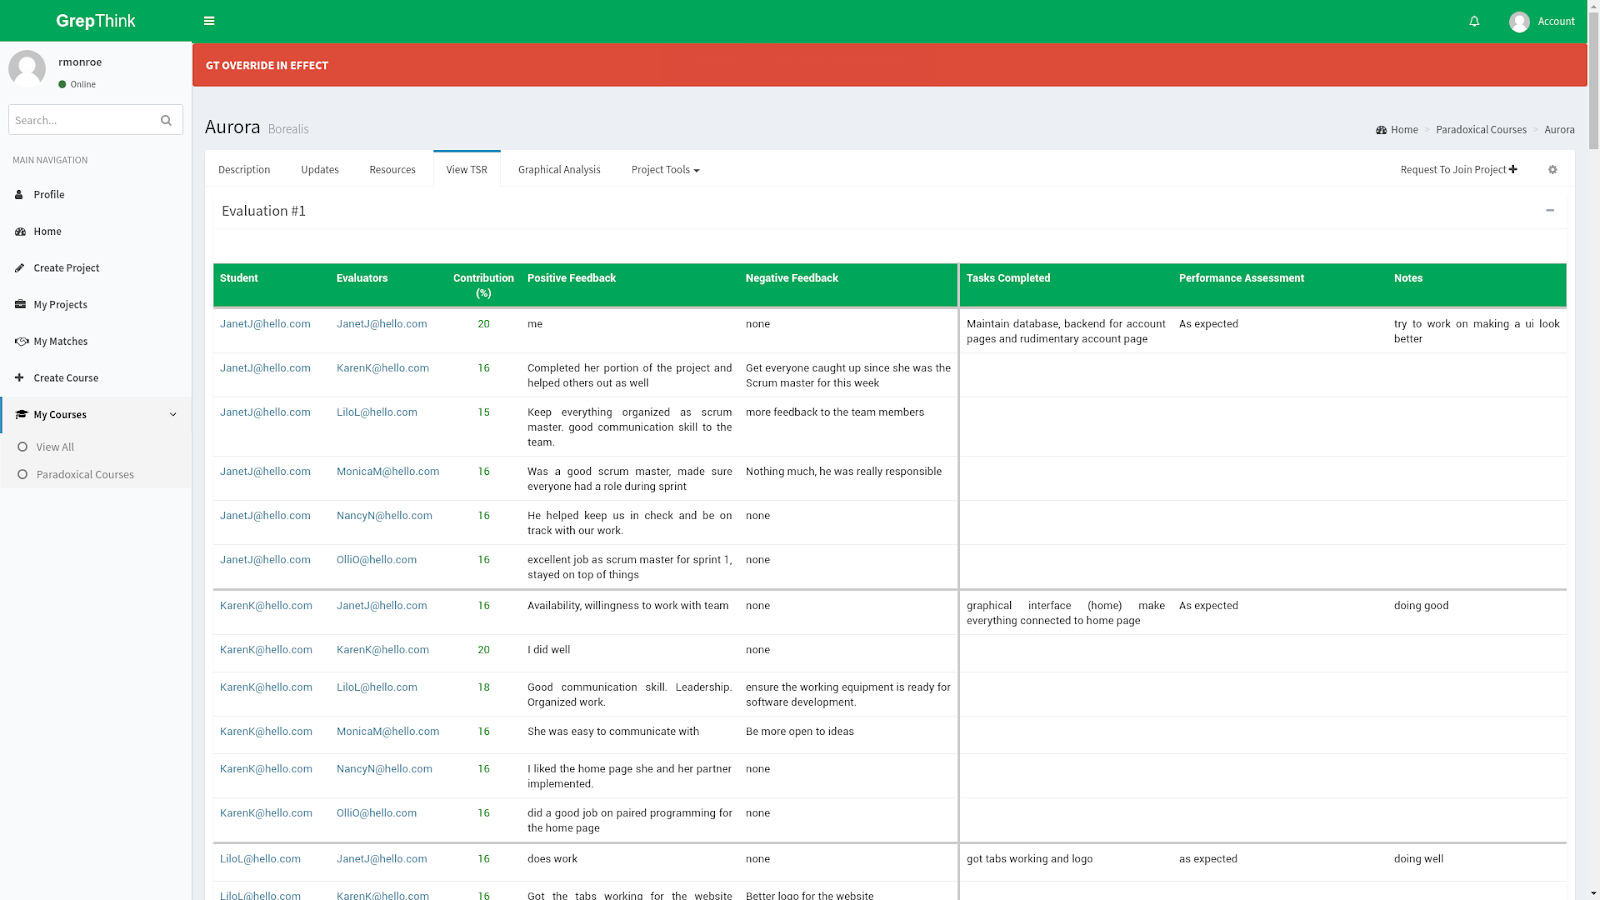 GrepThink
Account
rmonroe
Online
Search...
MAIN NAVIGATION
Profile
Home
Create Project
My Projects
My Matches
Create Course
My Courses
View All
Paradoxical Courses
GT OVERRIDE IN EFFECT
Aurora Borealis
Home > Paradoxical Courses > Aurora
Description Updates Resources View TSR Graphical Analysis Project Tools Request To Join Project
Evaluation #1
Student Evaluators Contribution (%) Positive Feedback Negative Feedback Tasks Completed Performance Assessment Notes
JanetJ@hello.com JanetJ@hello.com 20 me none Maintain database, backend for account pages and rudimentary account page As expected try to work on making a ui look better
JanetJ@hello.com KarenK@hello.com 16 Completed her portion of the project and helped others out as well Get everyone caught up since she was the Scrum master for this week
JanetJ@hello.com LiloL@hello.com 15 Keep everything organized as scrum master. good communication skill to the team. more feedback to the team members
JanetJ@hello.com MonicaM@hello.com 16 Was a good scrum master, made sure everyone had a role during sprint Nothing much, he was really responsible
JanetJ@hello.com NancyN@hello.com 16 He helped keep us in check and be on track with our work. none
JanetJ@hello.com OlliO@hello.com 16 excellent job as scrum master for sprint 1, stayed on top of things none
KarenK@hello.com JanetJ@hello.com 16 Availability, willingness to work with team none graphical interface (home) make everything connected to home page As expected doing good
KarenK@hello.com KarenK@hello.com 20 I did well none
KarenK@hello.com LiloL@hello.com 18 Good communication skill. Leadership. Organized work. ensure the working equipment is ready for software development.
KarenK@hello.com MonicaM@hello.com 16 She was easy to communicate with Be more open to ideas
KarenK@hello.com NancyN@hello.com 16 I liked the home page she and her partner implemented. none
KarenK@hello.com OlliO@hello.com 16 did a good job on paired programming for the home page none
LiloL@hello.com JanetJ@hello.com 16 does work none got tabs working and logo as expected doing well
LiloL@hello.com KarenK@hello.com 16 Got the tabs working for the website Better logo for the website